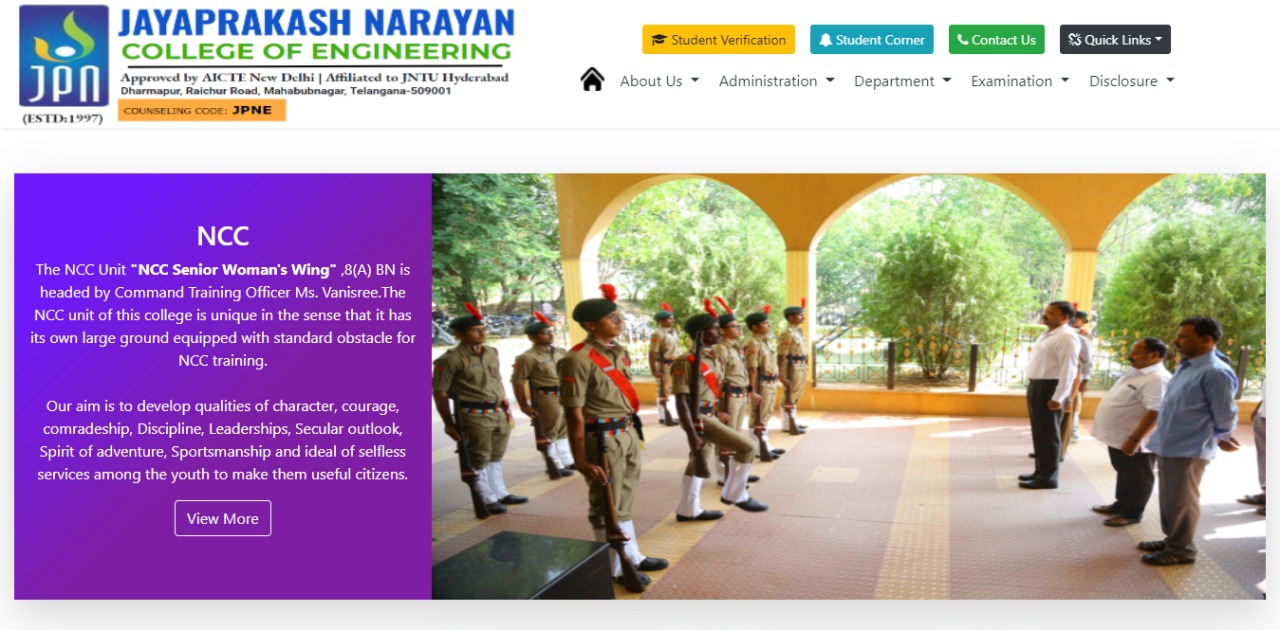 JAYAPRAKASH NARAYAN
COLLEGE OF ENGINEERING
Approved by AICTE New Delhi | Affiliated to JNTU Hyderabad
Dharmapur, Raichur Road, Mahabubnagar, Telangana-509001
COUNSELING CODE: JPNE
JPN
(ESTD:1997)
Student Verification
Student Corner
Contact Us
Quick Links
About Us
Administration
Department
Examination
Disclosure
NCC
The NCC Unit "NCC Senior Woman's Wing" ,8(A) BN is
headed by Command Training Officer Ms. Vanisree.The
NCC unit of this college is unique in the sense that it has
its own large ground equipped with standard obstacle for
NCC training.
Our aim is to develop qualities of character, courage,
comradeship, Discipline, Leaderships, Secular outlook,
Spirit of adventure, Sportsmanship and ideal of selfless
services among the youth to make them useful citizens.
View More